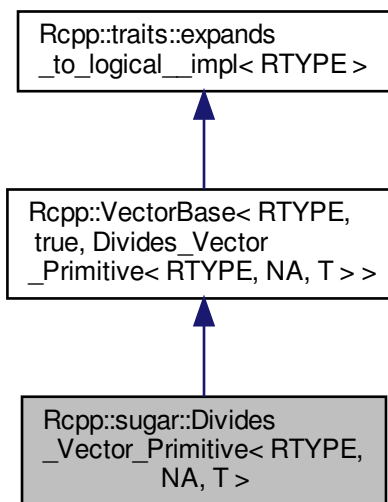 Rcpp::traits::expands
_to_logical__impl< RTYPE >
Rcpp::VectorBase< RTYPE,
true, Divides_Vector
_Primitive< RTYPE, NA, T > >
Rcpp::sugar::Divides
_Vector_Primitive< RTYPE,
NA, T >